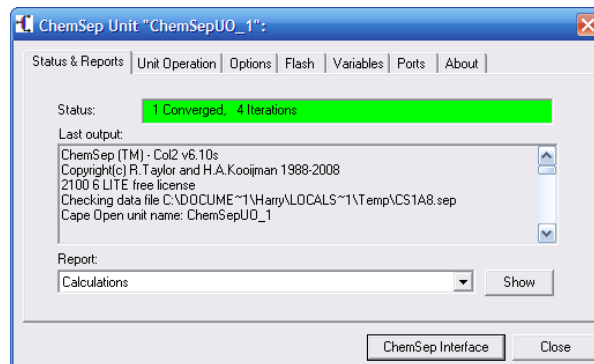 ChemSep Unit "ChemSepUO_1":
Status & Reports Unit Operation Options Flash Variables Ports About
Status: 1 Converged, 4 Iterations
Last output:
ChemSep (TM) - Col2 v6.10s
Copyright(c) R.Taylor and H.A.Kooijman 1988-2008
2100 6 LITE free license
Checking data file C:\DOCUME~1\Harry\LOCALS~1\Temp\CS1A8.sep
Cape Open unit name: ChemSepUO_1
Report:
Calculations Show
ChemSep Interface Close